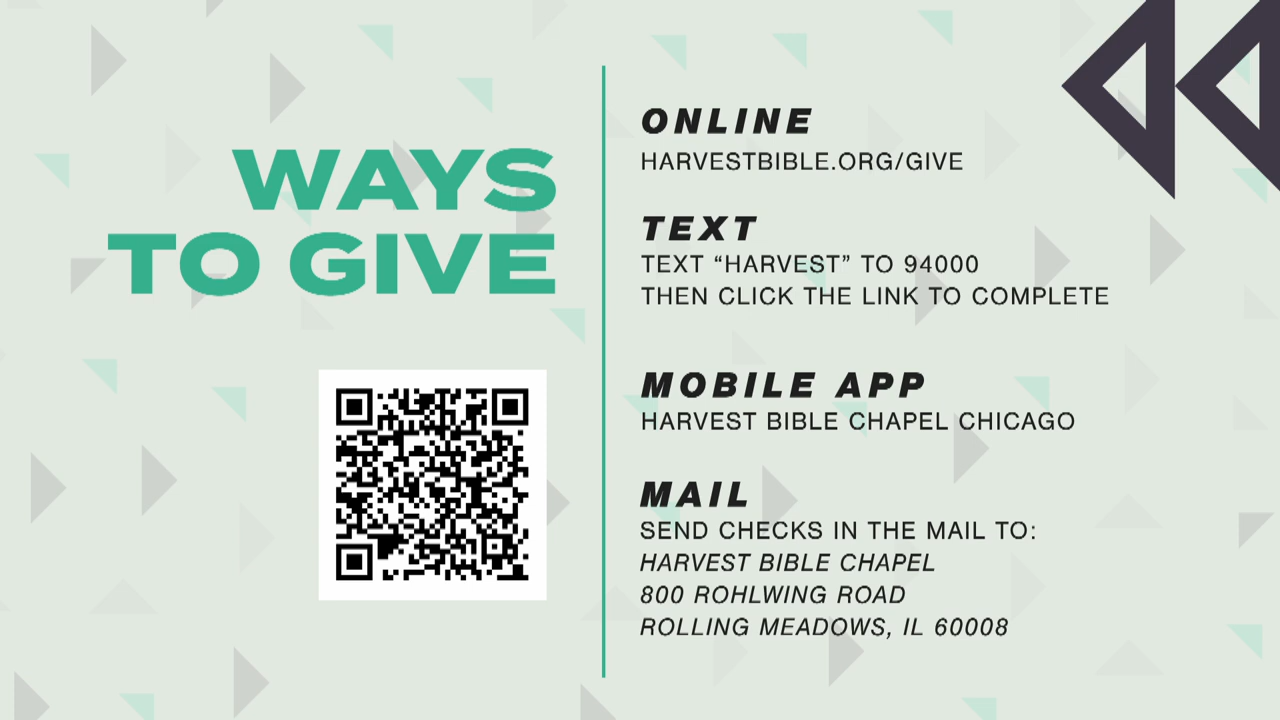 WAYS
TO GIVE
ONLINE
HARVESTBIBLE.ORG/GIVE
TEXT
TEXT “HARVEST” TO 94000
THEN CLICK THE LINK TO COMPLETE
MOBILE APP
HARVEST BIBLE CHAPEL CHICAGO
MAIL
SEND CHECKS IN THE MAIL TO:
HARVEST BIBLE CHAPEL
800 ROHLWING ROAD
ROLLING MEADOWS, IL 60008